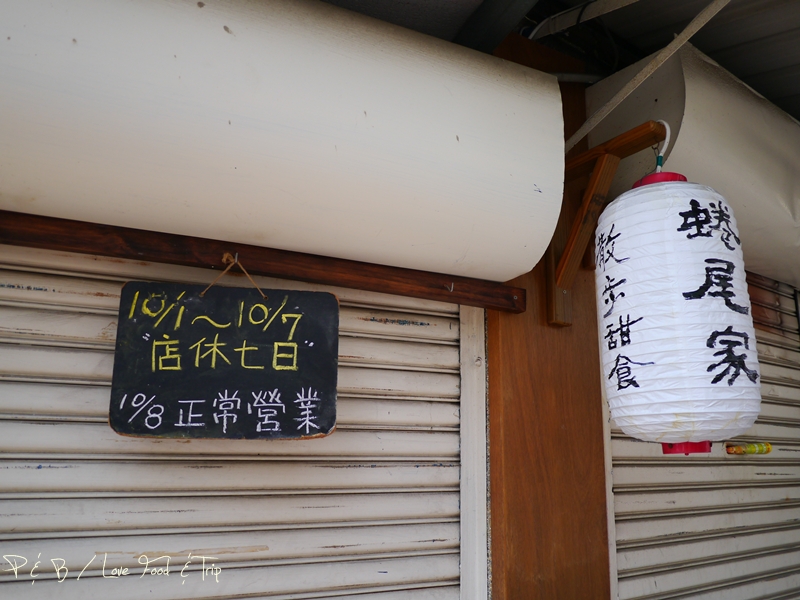 10/1～10/7
"店休七日"
10/8 正常營業
蜷尾家
散步甜食
P & B / Love Food & Trip